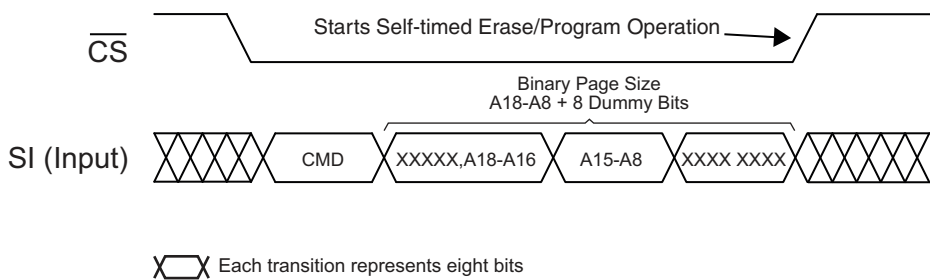 Starts Self-timed Erase/Program Operation
CS
Binary Page Size
A18-A8 + 8 Dummy Bits
SI (Input)
CMD
XXXXX,A18-A16
A15-A8
XXXX XXXX
Each transition represents eight bits